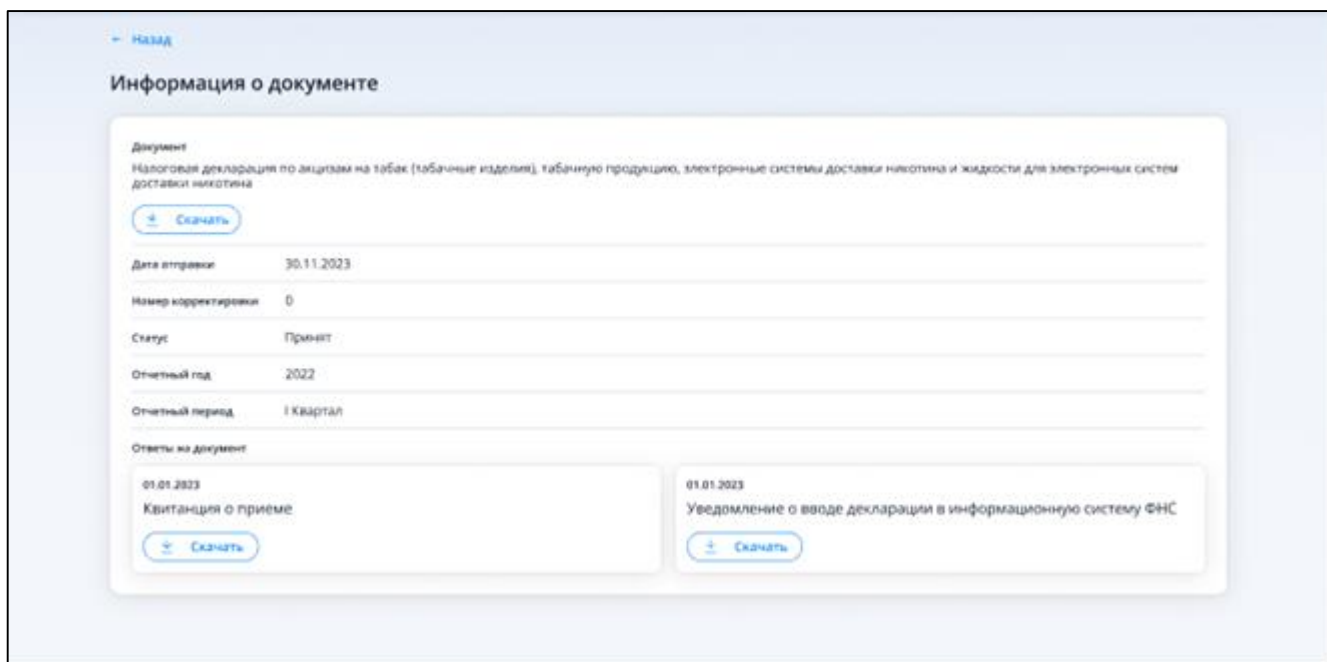 ← Назад
Информация о документе
Документ
Налоговая декларация по акцизам на табак (табачные изделия), табачную продукцию, электронные системы доставки никотина и жидкости для электронных систем
доставки никотина
Скачать
Дата отправки 30.11.2023
Номер корректировки 0
Статус Принят
Отчетный год 2022
Отчетный период I Квартал
Ответы на документ
01.01.2023
Квитанция о приеме
Скачать
01.01.2023
Уведомление о вводе декларации в информационную систему ФНС
Скачать